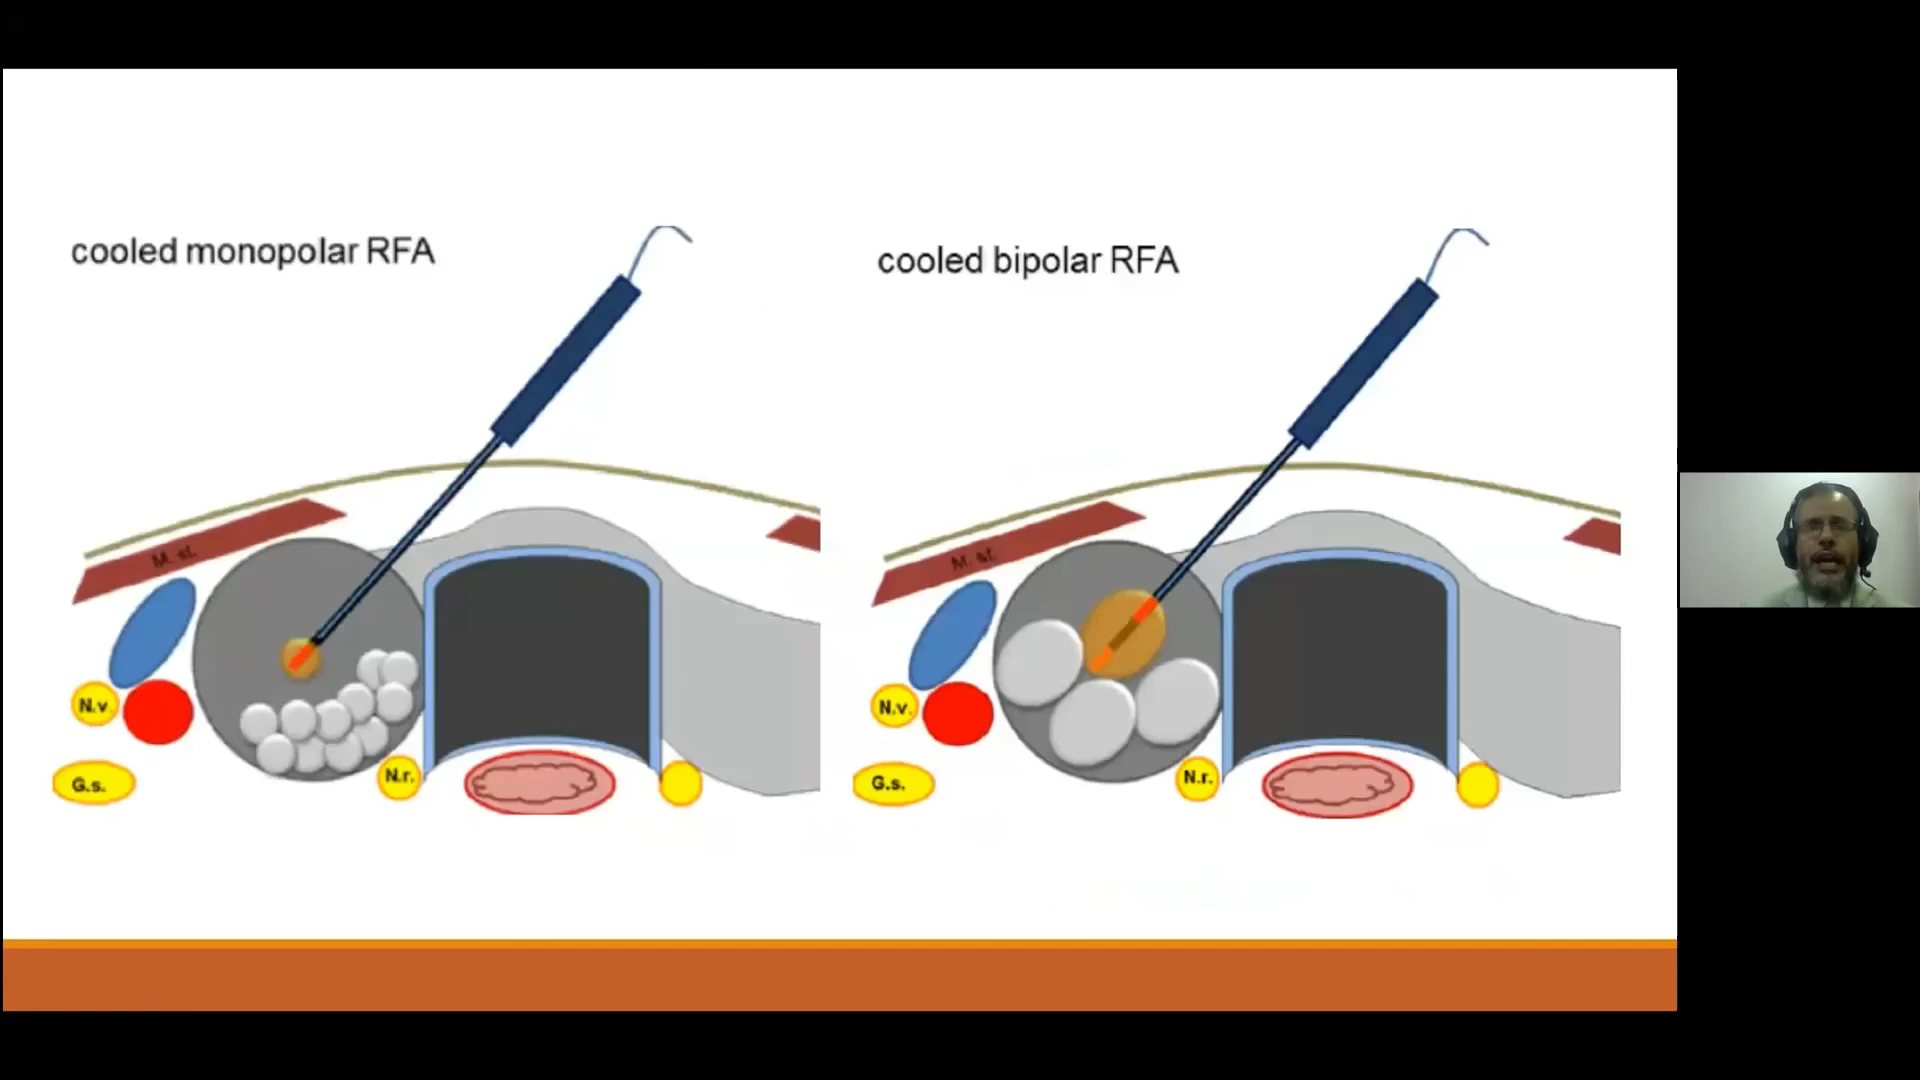 cooled monopolar RFA
M. st.
N.v
G.s.
N.r.
cooled bipolar RFA
M. st.
N.v.
G.s.
N.r.